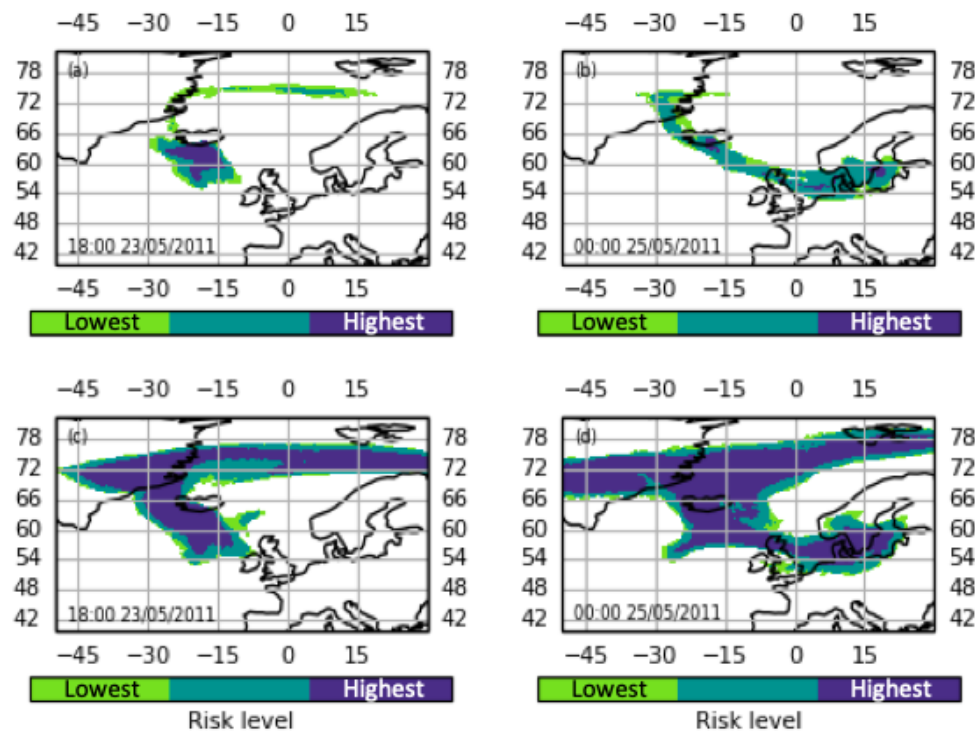 −45 −30 −15 0 15 −45 −30 −15 0 15
78 (a) 78 78 (b) 78
72 72 72 72
66 66 66 66
60 60 60 60
54 54 54 54
48 48 48 48
42 18:00 23/05/2011 42 42 00:00 25/05/2011 42
−45 −30 −15 0 15 −45 −30 −15 0 15
Lowest Highest Lowest Highest
−45 −30 −15 0 15 −45 −30 −15 0 15
78 (c) 78 78 (d) 78
72 72 72 72
66 66 66 66
60 60 60 60
54 54 54 54
48 48 48 48
42 18:00 23/05/2011 42 42 00:00 25/05/2011 42
−45 −30 −15 0 15 −45 −30 −15 0 15
Lowest Highest Lowest Highest
Risk level Risk level